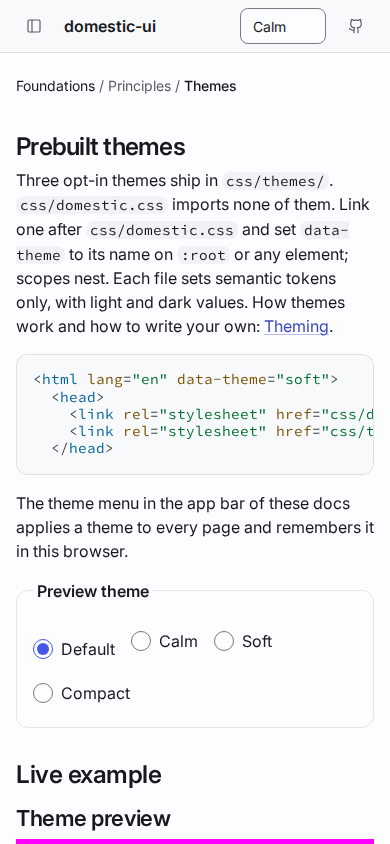 domestic-ui
Calm
Foundations / Principles / Themes
Prebuilt themes
Three opt-in themes ship in css/themes/.
css/domestic.css imports none of them. Link
one after css/domestic.css and set data-
theme to its name on :root or any element;
scopes nest. Each file sets semantic tokens
only, with light and dark values. How themes
work and how to write your own: Theming.
<html lang="en" data-theme="soft">
<head>
<link rel="stylesheet" href="css/d
<link rel="stylesheet" href="css/t
</head>
The theme menu in the app bar of these docs
applies a theme to every page and remembers it
in this browser.
Preview theme
Default Calm Soft
Compact
Live example
Theme preview